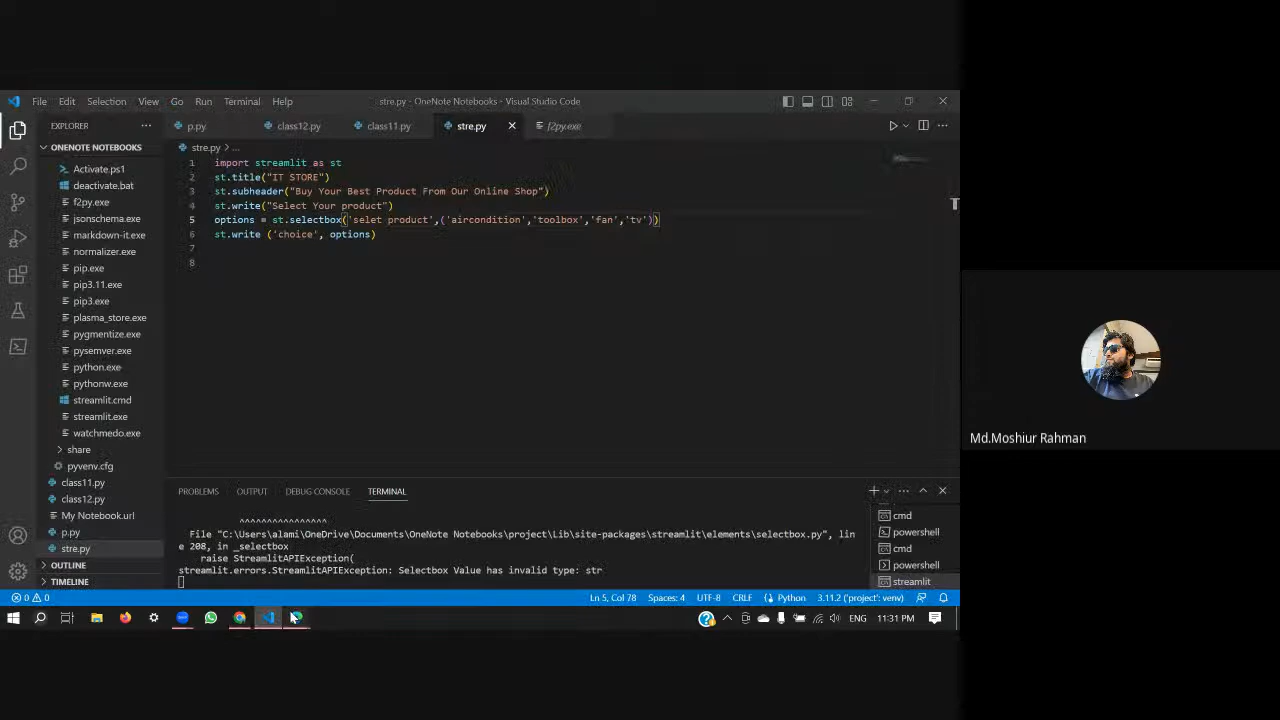 File Edit Selection View Go Run Terminal Help stre.py - OneNote Notebooks - Visual Studio Code
EXPLORER ... p.py class12.py class11.py stre.py f2py.exe
ONENOTE NOTEBOOKS
stre.py > ...
Activate.ps1
deactivate.bat
f2py.exe
jsonschema.exe
markdown-it.exe
normalizer.exe
pip.exe
pip3.11.exe
pip3.exe
plasma_store.exe
pygmentize.exe
pysemver.exe
python.exe
pythonw.exe
streamlit.cmd
streamlit.exe
watchmedo.exe
share
pyvenv.cfg
class11.py
class12.py
My Notebook.url
p.py
stre.py
OUTLINE
TIMELINE
1 import streamlit as st
2 st.title("IT STORE")
3 st.subheader("Buy Your Best Product From Our Online Shop")
4 st.write("Select Your product")
5 options = st.selectbox('selet product',('aircondition','toolbox','fan','tv'))
6 st.write ('choice', options)
7
8
PROBLEMS OUTPUT DEBUG CONSOLE TERMINAL
^^^^^^^^^^^^^^^^
File "C:\Users\alami\OneDrive\Documents\OneNote Notebooks\project\Lib\site-packages\streamlit\elements\selectbox.py", lin
e 208, in _selectbox
raise StreamlitAPIException(
streamlit.errors.StreamlitAPIException: Selectbox Value has invalid type: str
cmd
powershell
cmd
powershell
streamlit
0 0 Ln 5, Col 78 Spaces: 4 UTF-8 CRLF Python 3.11.2 ('project': venv)
ENG 11:31 PM
Md.Moshiur Rahman